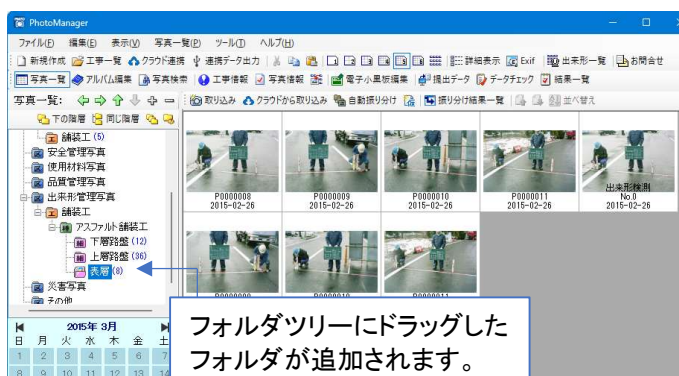 PhotoManager
ファイル(F) 編集(E) 表示(V) 写真一覧(P) ツール(T) ヘルプ(H)
新規作成 工事一覧 クラウド連携 連携データ出力 詳細表示 Exif 出来形一覧 お問合せ
写真一覧 アルバム編集 写真検索 工事情報 写真情報 電子小黒板編集 提出データ データチェック 結果一覧
写真一覧: 取り込み クラウドから取り込み 自動振り分け 振り分け結果一覧 並べ替え
下の階層 同じ階層
舗装工 (5)
安全管理写真
使用材料写真
品質管理写真
出来形管理写真
舗装工
アスファルト舗装工
下層路盤 (12)
上層路盤 (36)
表層 (8)
災害写真
その他
2015年 3月
日 月 火 水 木 金 土
1 2 3 4 5 6 7
8 9 10 11 12 13 14
P0000008
2015-02-26
P0000009
2015-02-26
P0000010
2015-02-26
P0000011
2015-02-26
出来形検測
No.0
2015-02-26
P0000009
P0000010
P0000011
フォルダツリーにドラッグした
フォルダが追加されます。